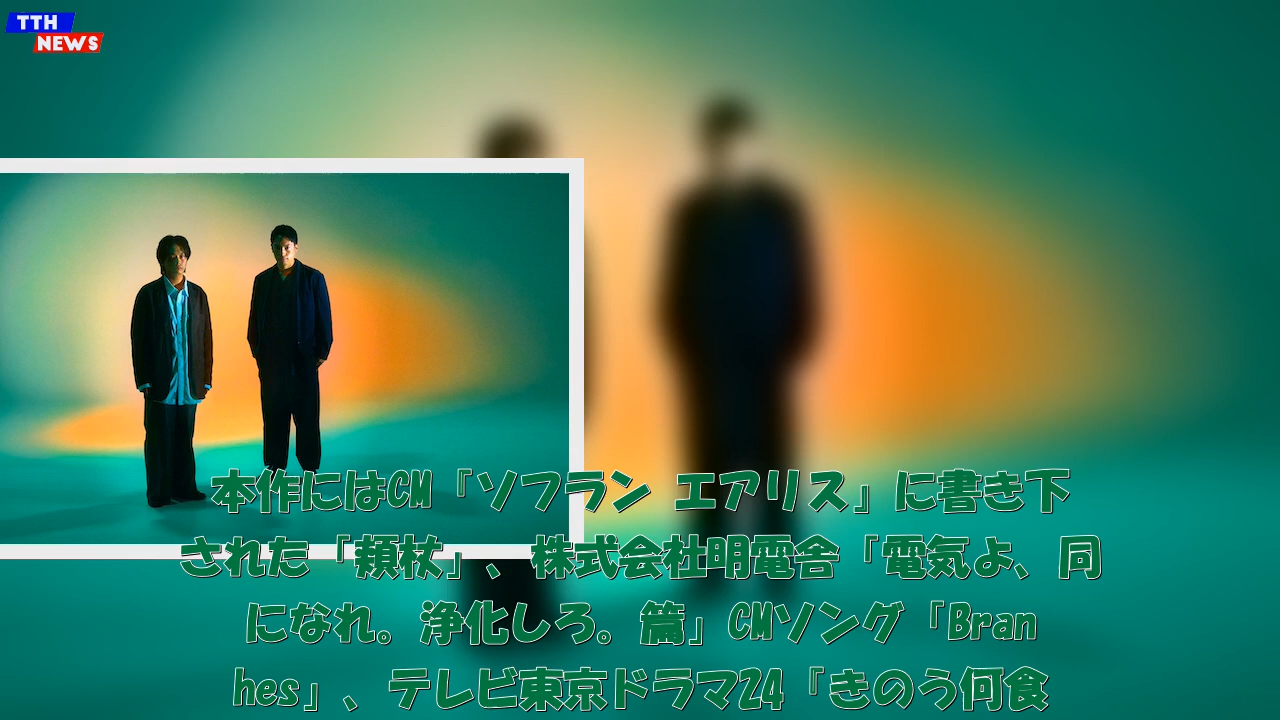 TTH
NEWS
本作にはCM『ソフラン エアリス』に書き下
された「頬杖」、株式会社明電舎「電気よ、同
になれ。浄化しろ。篇」CMソング「Bran
hes」、テレビ東京ドラマ24『きのう何食